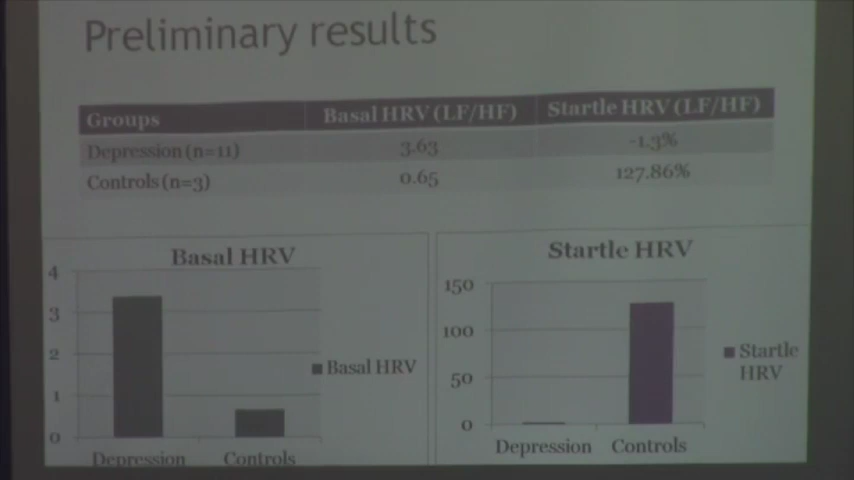 Preliminary results
Groups Basal HRV (LF/HF) Startle HRV (LF/HF)
Depression (n=11) 3.63 -1.3%
Controls (n=3) 0.65 127.86%
Basal HRV
4
3
2
1
0
Depression Controls
Basal HRV
Startle HRV
150
100
50
0
Depression Controls
Startle
HRV